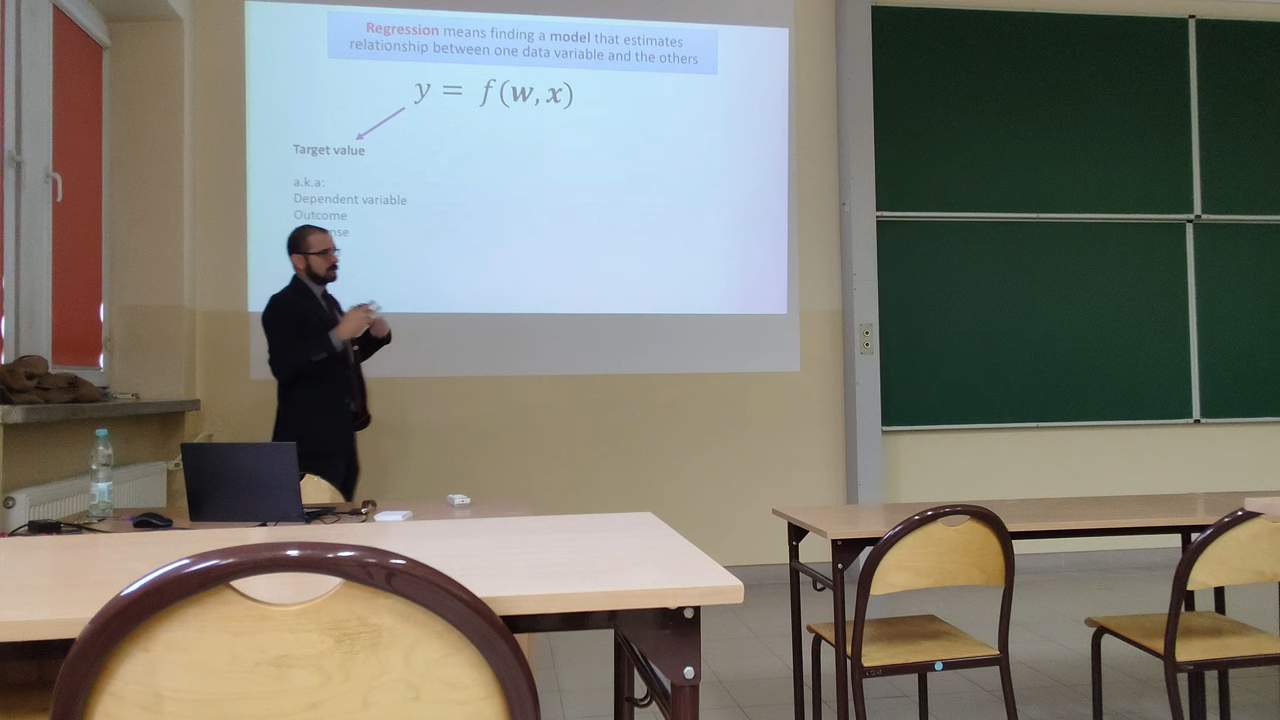 Regression means finding a model that estimates
relationship between one data variable and the others
y = f(w, x)
Target value
a.k.a:
Dependent variable
Outcome